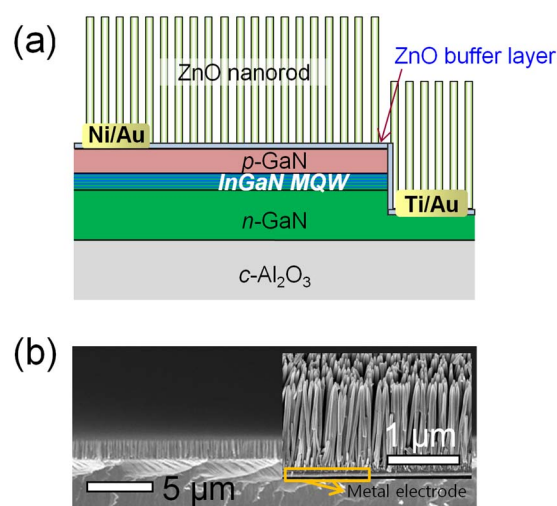 (a)
ZnO buffer layer
ZnO nanorod
Ni/Au
p-GaN
InGaN MQW
Ti/Au
n-GaN
c-Al₂O₃
(b)
1 μm
5 μm
Metal electrode